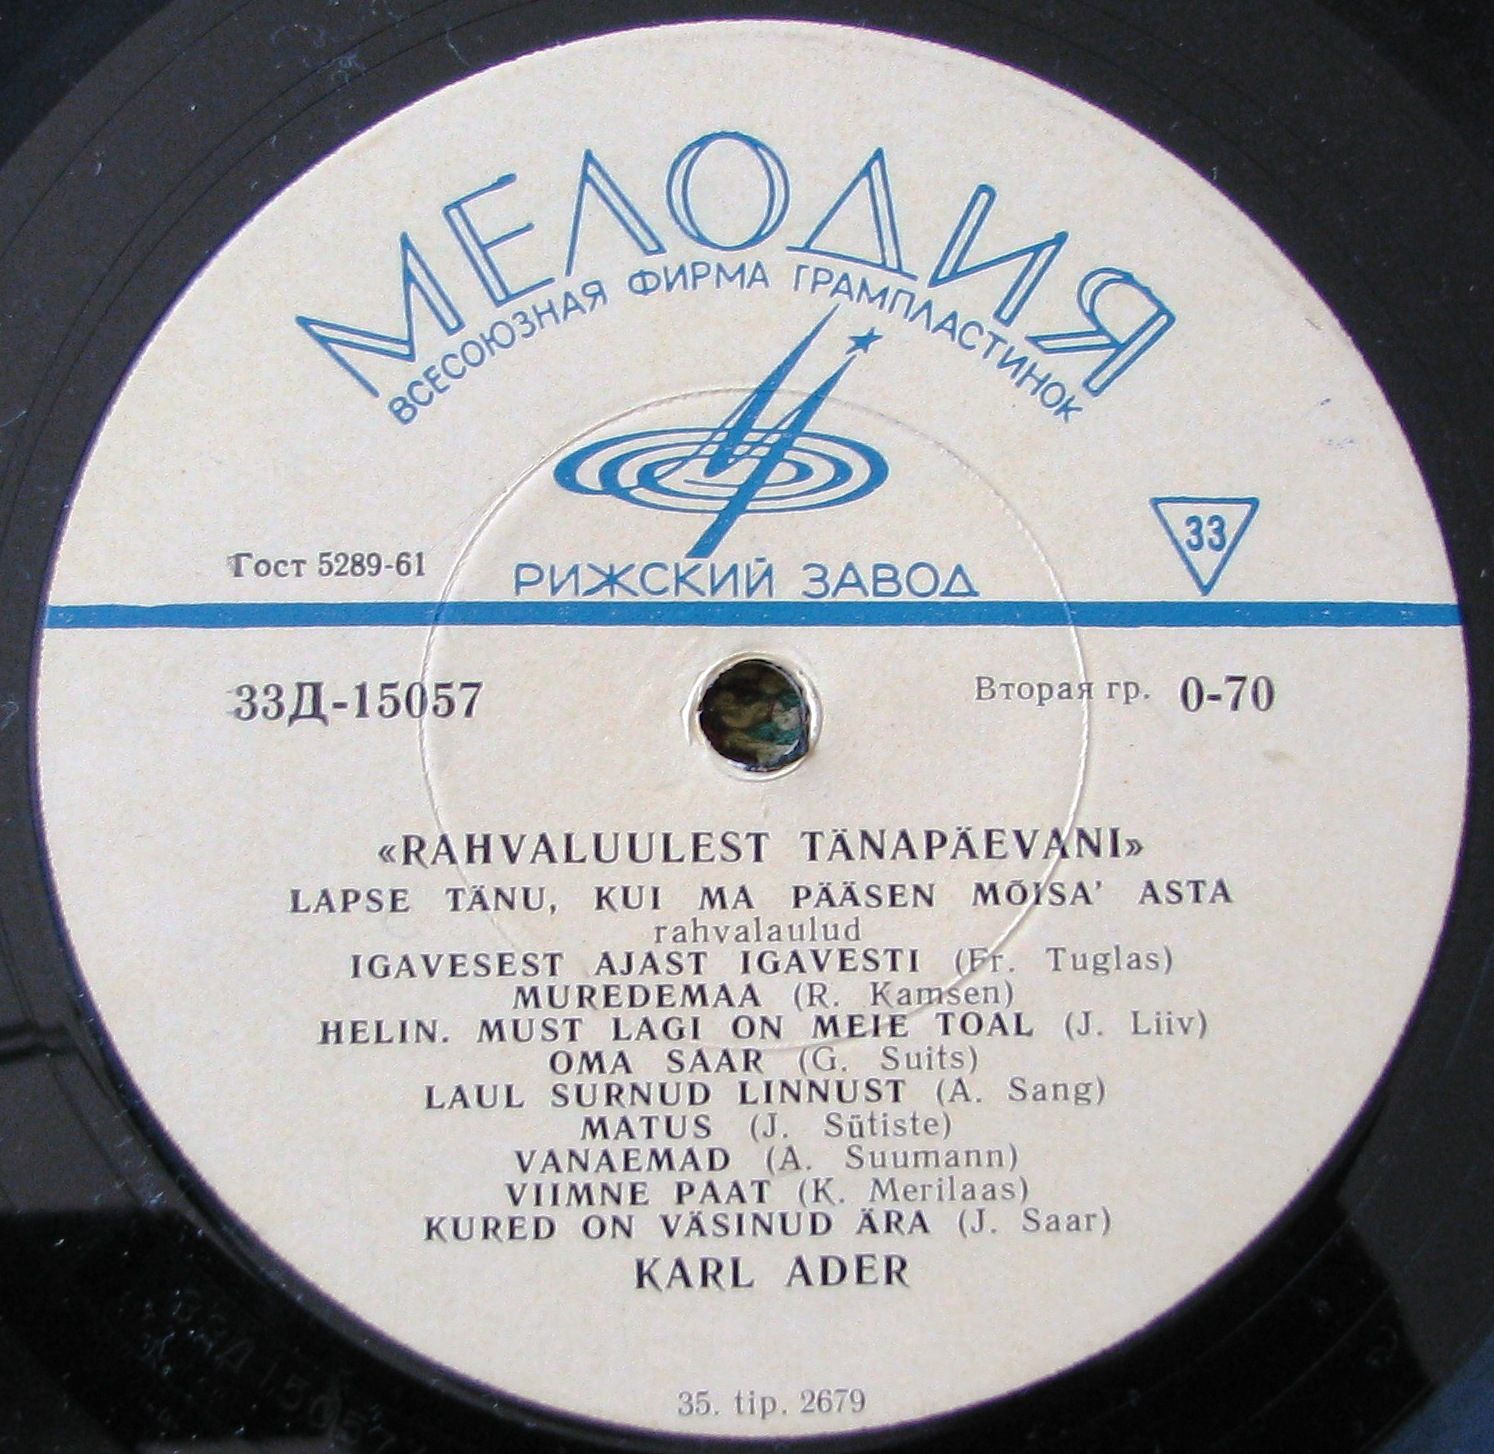 МЕЛОДИЯ
ВСЕСОЮЗНАЯ ФИРМА ГРАМПЛАСТИНОК
33
Гост 5289-61
РИЖСКИЙ ЗАВОД
33Д-15057
Вторая гр. 0-70
«RAHVALUULEST TÄNAPÄEVANI»
LAPSE TÄNU, KUI MA PÄÄSEN MÕISA' ASTA
rahvalaulud
IGAVESEST AJAST IGAVESTI (Fr. Tuglas)
MUREDEMAA (R. Kamsen)
HELIN. MUST LAGI ON MEIE TOAL (J. Liiv)
OMA SAAR (G. Suits)
LAUL SURNUD LINNUST (A. Sang)
MATUS (J. Sütiste)
VANAEMAD (A. Suumann)
VIIMNE PAAT (K. Merilaas)
KURED ON VÄSINUD ÄRA (J. Saar)
KARL ADER
35. tip. 2679